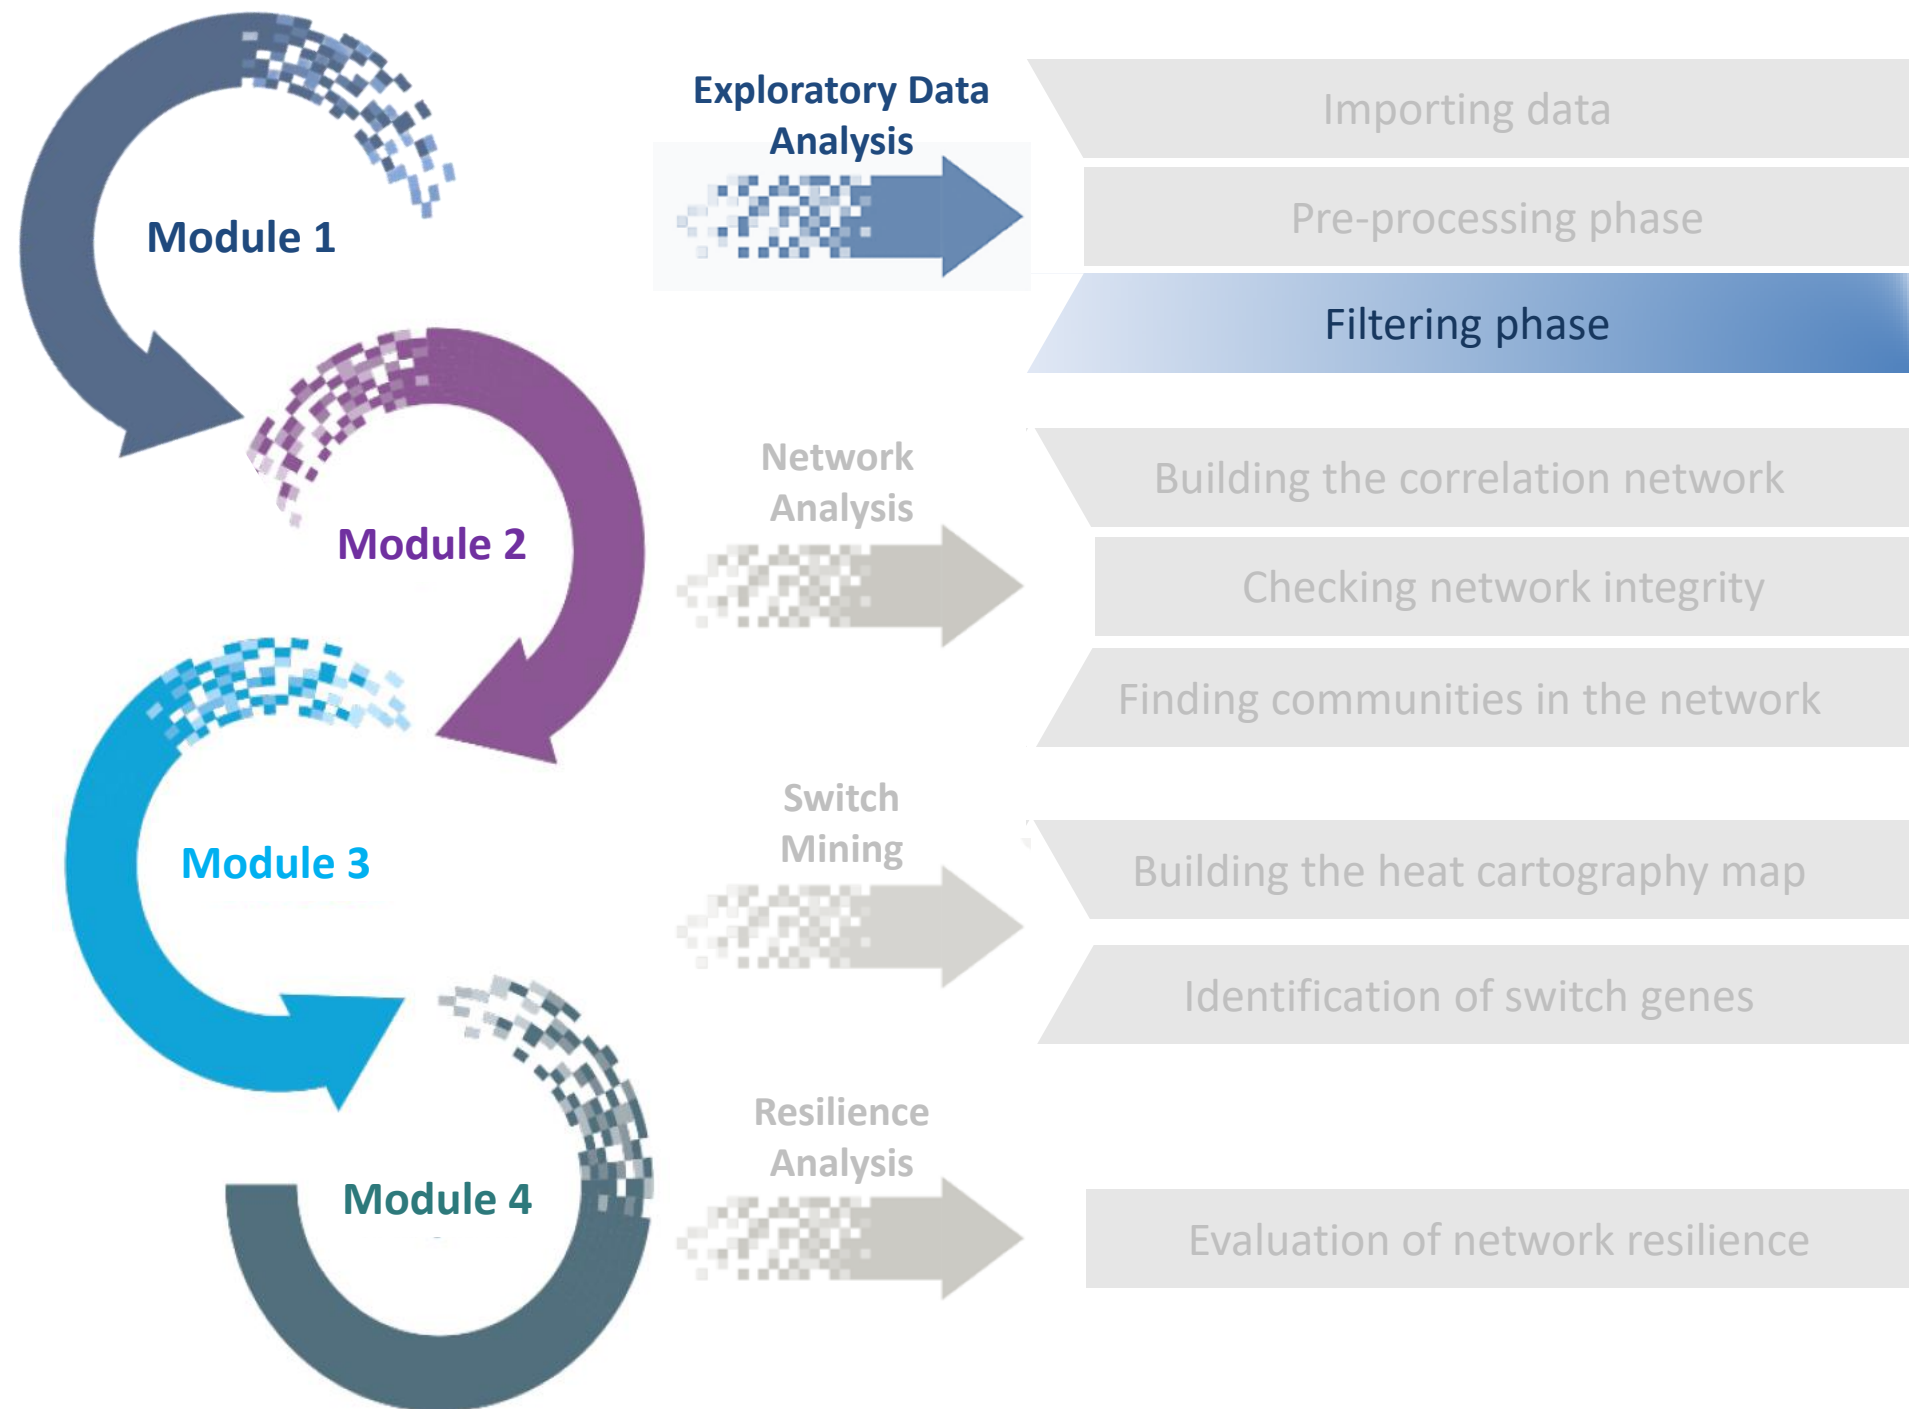 Module 1
Exploratory Data
Analysis
Importing data
Pre-processing phase
Filtering phase
Module 2
Network
Analysis
Building the correlation network
Checking network integrity
Finding communities in the network
Module 3
Switch
Mining
Building the heat cartography map
Identification of switch genes
Module 4
Resilience
Analysis
Evaluation of network resilience